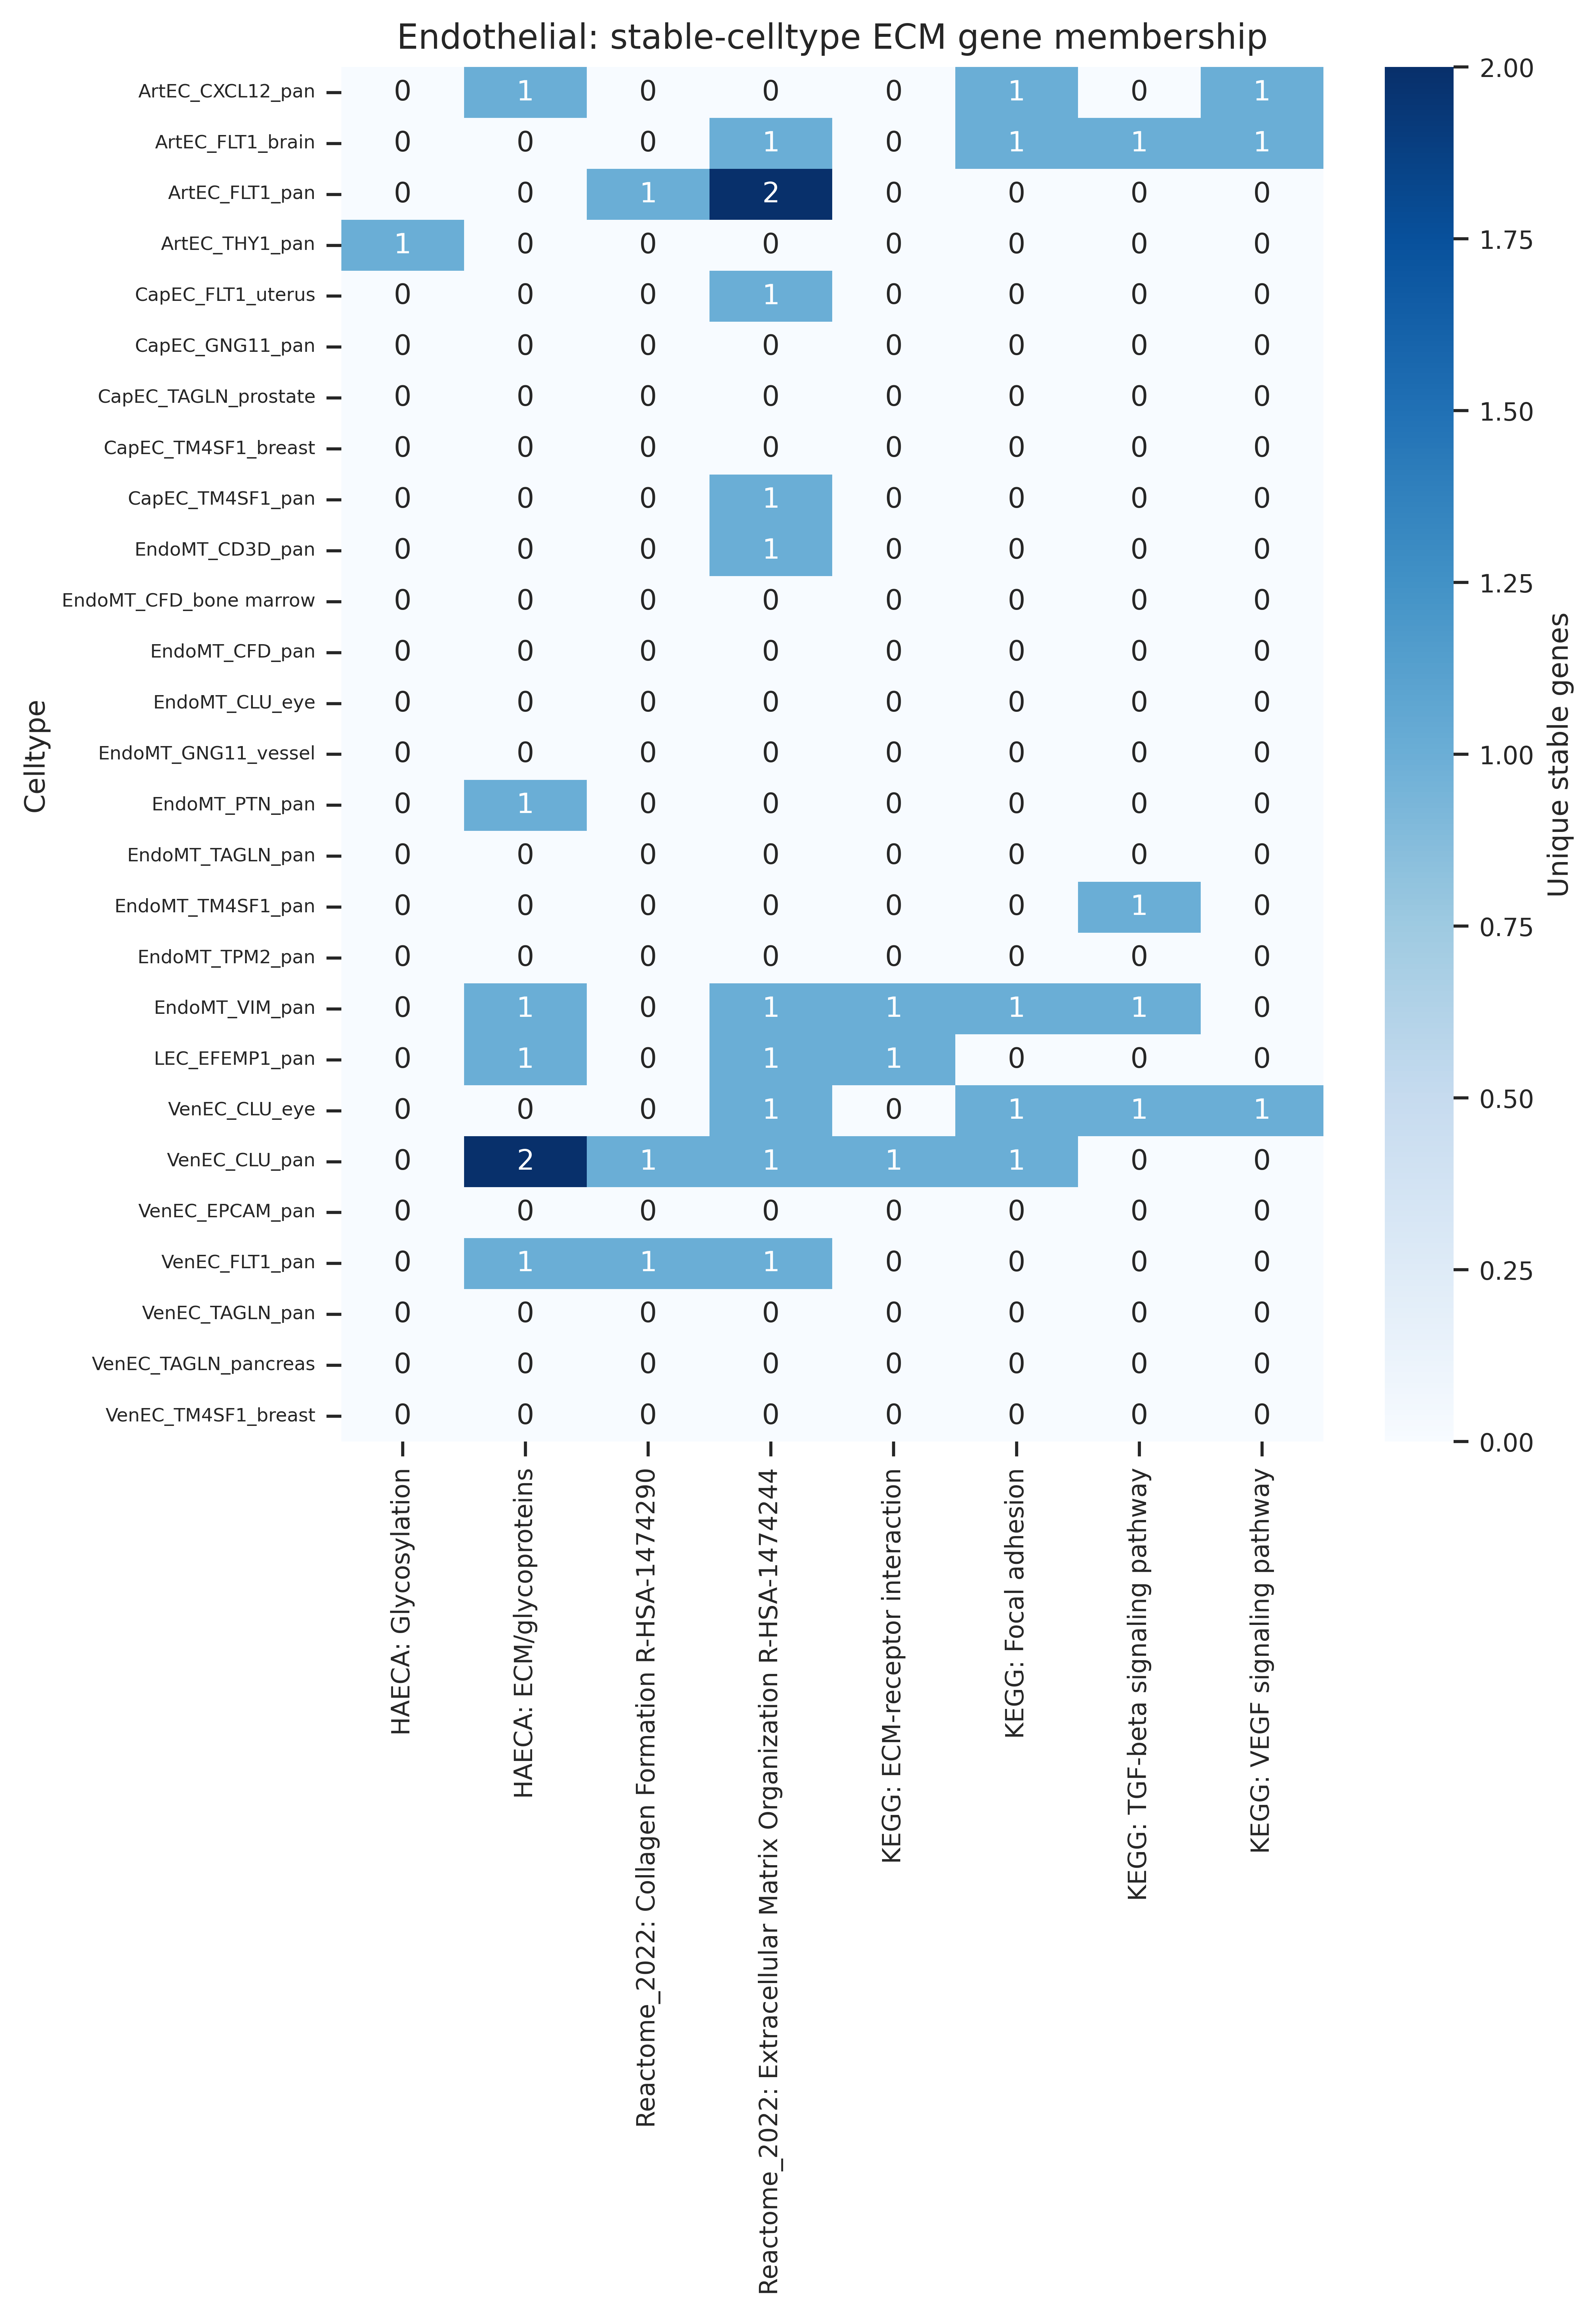 Endothelial: stable-celltype ECM gene membership
Celltype
ArtEC_CXCL12_pan 0 1 0 0 0 1 0 1
ArtEC_FLT1_brain 0 0 0 1 0 1 1 1
ArtEC_FLT1_pan 0 0 1 2 0 0 0 0
ArtEC_THY1_pan 1 0 0 0 0 0 0 0
CapEC_FLT1_uterus 0 0 0 1 0 0 0 0
CapEC_GNG11_pan 0 0 0 0 0 0 0 0
CapEC_TAGLN_prostate 0 0 0 0 0 0 0 0
CapEC_TM4SF1_breast 0 0 0 0 0 0 0 0
CapEC_TM4SF1_pan 0 0 0 1 0 0 0 0
EndoMT_CD3D_pan 0 0 0 1 0 0 0 0
EndoMT_CFD_bone marrow 0 0 0 0 0 0 0 0
EndoMT_CFD_pan 0 0 0 0 0 0 0 0
EndoMT_CLU_eye 0 0 0 0 0 0 0 0
EndoMT_GNG11_vessel 0 0 0 0 0 0 0 0
EndoMT_PTN_pan 0 1 0 0 0 0 0 0
EndoMT_TAGLN_pan 0 0 0 0 0 0 0 0
EndoMT_TM4SF1_pan 0 0 0 0 0 0 1 0
EndoMT_TPM2_pan 0 0 0 0 0 0 0 0
EndoMT_VIM_pan 0 1 0 1 1 1 1 0
LEC_EFEMP1_pan 0 1 0 1 1 0 0 0
VenEC_CLU_eye 0 0 0 1 0 1 1 1
VenEC_CLU_pan 0 2 1 1 1 1 0 0
VenEC_EPCAM_pan 0 0 0 0 0 0 0 0
VenEC_FLT1_pan 0 1 1 1 0 0 0 0
VenEC_TAGLN_pan 0 0 0 0 0 0 0 0
VenEC_TAGLN_pancreas 0 0 0 0 0 0 0 0
VenEC_TM4SF1_breast 0 0 0 0 0 0 0 0
HAECA: Glycosylation
HAECA: ECM/glycoproteins
Reactome_2022: Collagen Formation R-HSA-1474290
Reactome_2022: Extracellular Matrix Organization R-HSA-1474244
KEGG: ECM-receptor interaction
KEGG: Focal adhesion
KEGG: TGF-beta signaling pathway
KEGG: VEGF signaling pathway
2.00
1.75
1.50
1.25
1.00
0.75
0.50
0.25
0.00
Unique stable genes